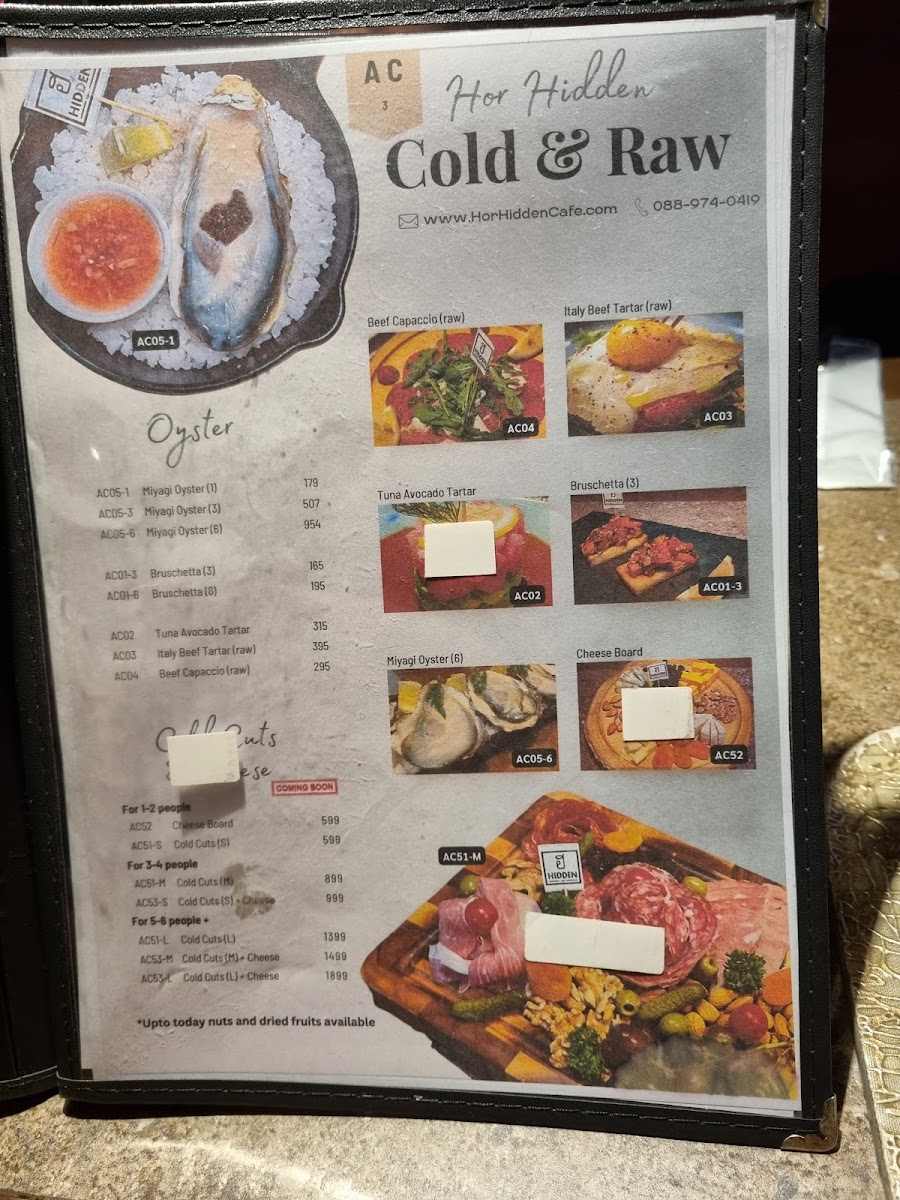 HIDDEN
AC
3
Hor Hidden
Cold & Raw
www.HorHiddenCafe.com 088-974-0419
AC05-1
Oyster
AC05-1 Miyagi Oyster (1) 179
AC05-3 Miyagi Oyster (3) 507
AC05-6 Miyagi Oyster (6) 954
AC01-3 Bruschetta (3) 165
AC01-6 Bruschetta (6) 195
AC02 Tuna Avocado Tartar 315
AC03 Italy Beef Tartar (raw) 395
AC04 Beef Capaccio (raw) 295
Cuts
COMING SOON
For 1-2 people
AC52 Cheese Board 599
AC51-S Cold Cuts (S) 599
For 3-4 people
AC51-M Cold Cuts (M) 899
AC53-S Cold Cuts (S) + Cheese 999
For 5-6 people +
AC51-L Cold Cuts (L) 1399
AC53-M Cold Cuts (M) + Cheese 1499
AC53-L Cold Cuts (L) + Cheese 1899
*Upto today nuts and dried fruits available
Beef Capaccio (raw)
AC04
Italy Beef Tartar (raw)
AC03
Tuna Avocado Tartar
AC02
Bruschetta (3)
HIDDEN
AC01-3
Miyagi Oyster (6)
AC05-6
Cheese Board
AC52
AC51-M
HIDDEN